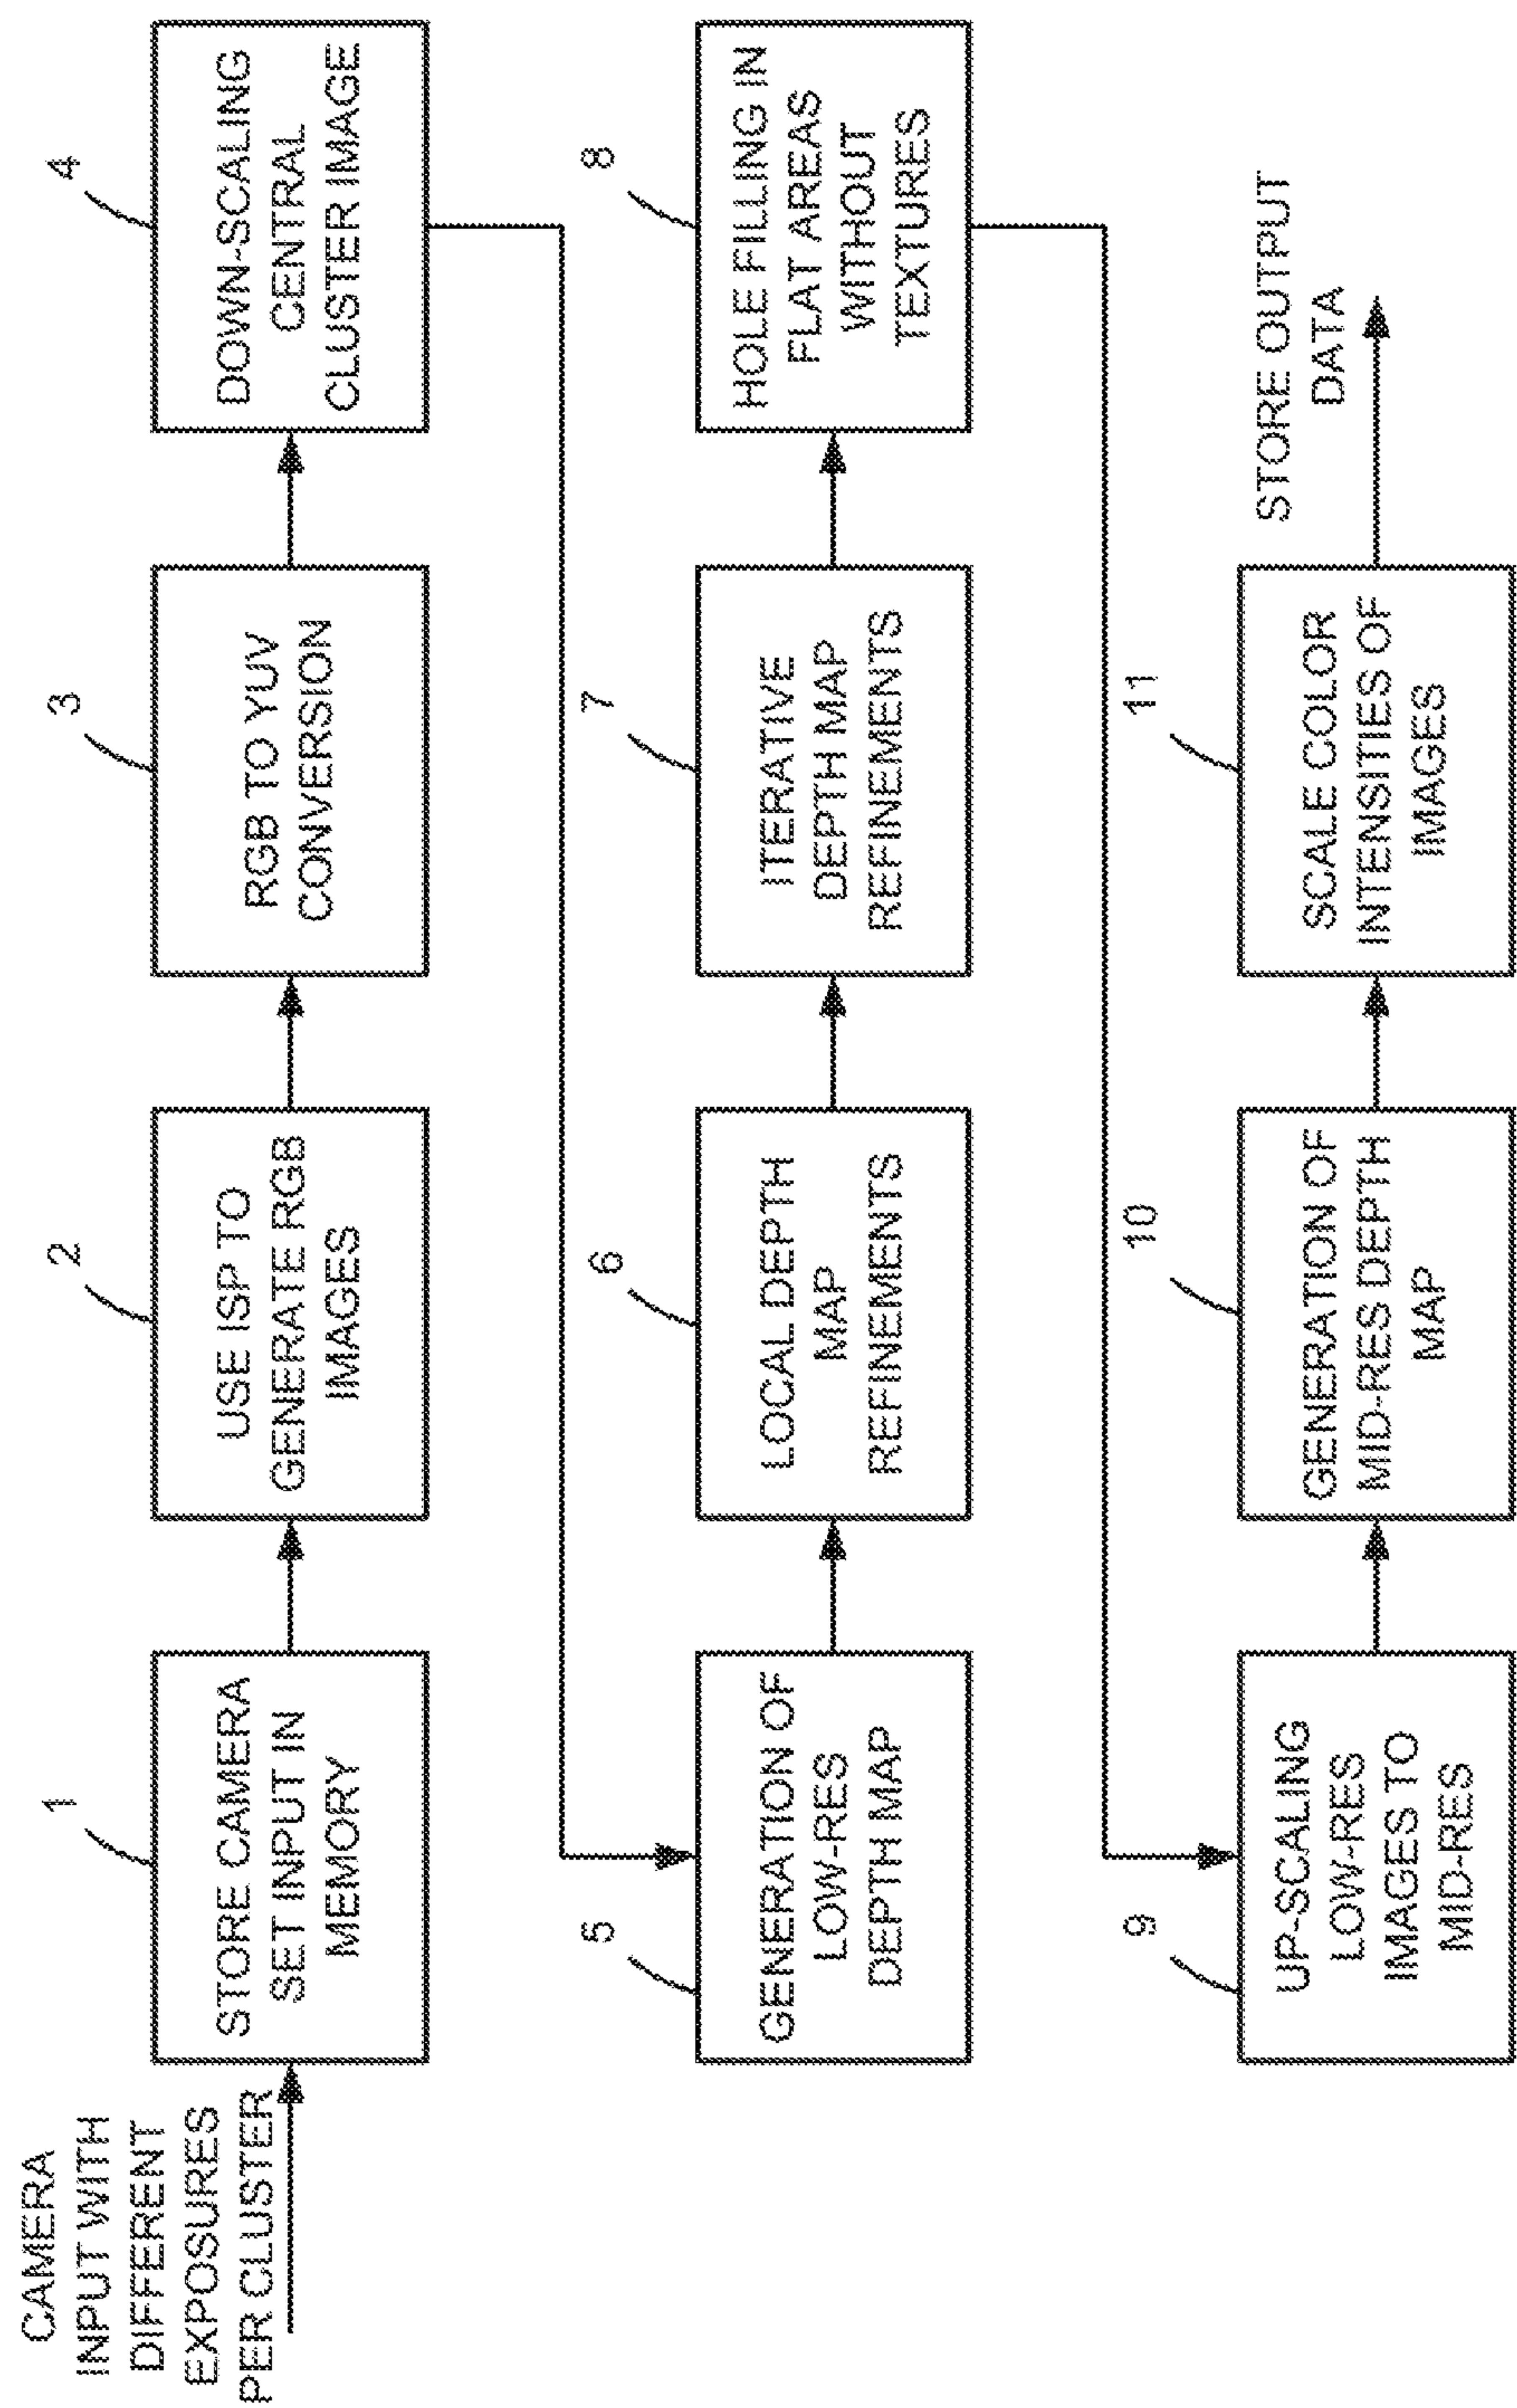 CAMERA
INPUT WITH
DIFFERENT
EXPOSURES
PER CLUSTER
1
STORE CAMERA
SET INPUT IN
MEMORY
2
USE ISP TO
GENERATE RGB
IMAGES
3
RGB TO YUV
CONVERSION
4
DOWN-SCALING
CENTRAL
CLUSTER IMAGE
5
GENERATION OF
LOW-RES
DEPTH MAP
6
LOCAL DEPTH
MAP
REFINEMENTS
7
ITERATIVE
DEPTH MAP
REFINEMENTS
8
HOLE FILLING IN
FLAT AREAS
WITHOUT
TEXTURES
9
UP-SCALING
LOW-RES
IMAGES TO
MID-RES
10
GENERATION OF
MID-RES DEPTH
MAP
11
SCALE COLOR
INTENSITIES OF
IMAGES
STORE OUTPUT
DATA